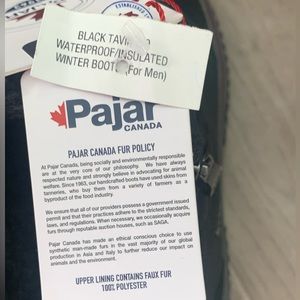 ESTABLISHED
BLACK
WATERPROOF/INSULATED
WINTER BOOTS (For Men)
Pajar
CANADA
PAJAR CANADA FUR POLICY
At Pajar Canada, being socially and environmentally responsible
are at the very core of our philosophy. We have always
respected nature and strongly believe in advocating for animal
welfare. Since 1963, our handcrafted boots have used skins from
tanneries, who buy them from a variety of farmers as a
byproduct of the food industry.
We ensure that all of our providers possess a government issued
permit and that their practices adhere to the strictest standards,
laws, and regulations. When necessary, we occasionally acquire
furs through reputable auction houses, such as SAGA.
Pajar Canada has made an ethical conscious choice to use
synthetic man-made furs in the vast majority of our global
production in Asia and Italy to further reduce our impact on
animals and the environment.
UPPER LINING CONTAINS FAUX FUR
100% POLYESTER